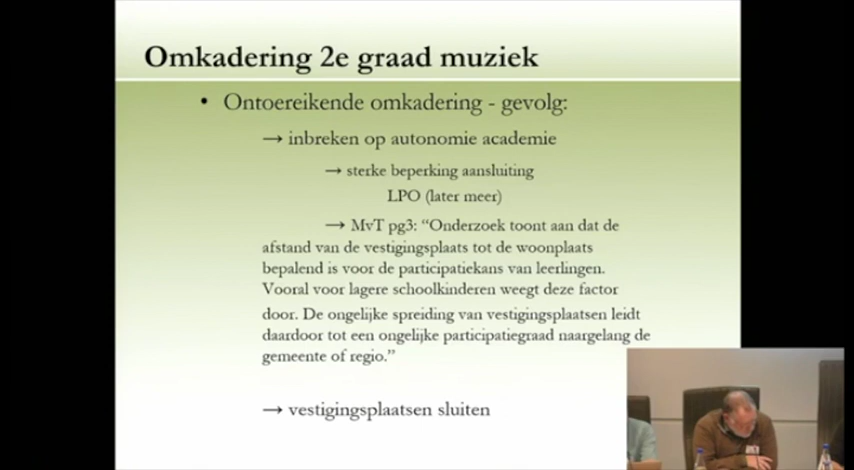 Omkadering 2e graad muziek
• Ontoereikende omkadering - gevolg:
→ inbreken op autonomie academie
→ sterke beperking aansluiting
LPO (later meer)
→ MvT pg3: “Onderzoek toont aan dat de
afstand van de vestigingsplaats tot de woonplaats
bepalend is voor de participatiekans van leerlingen.
Vooral voor lagere schoolkinderen weegt deze factor
door. De ongelijke spreiding van vestigingsplaatsen leidt
daardoor tot een ongelijke participatiegraad naargelang de
gemeente of regio.”
→ vestigingsplaatsen sluiten